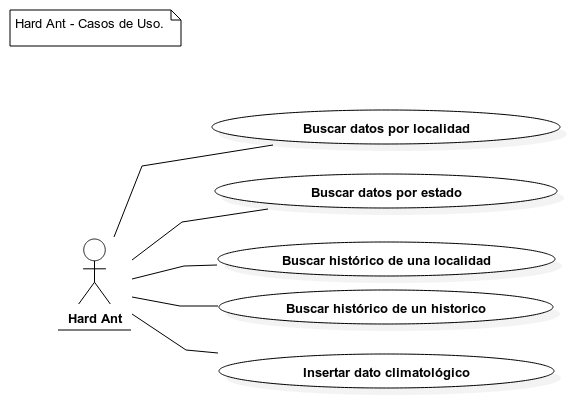 Hard Ant - Casos de Uso.
Buscar datos por localidad
Buscar datos por estado
Buscar histórico de una localidad
Buscar histórico de un historico
Hard Ant
Insertar dato climatológico